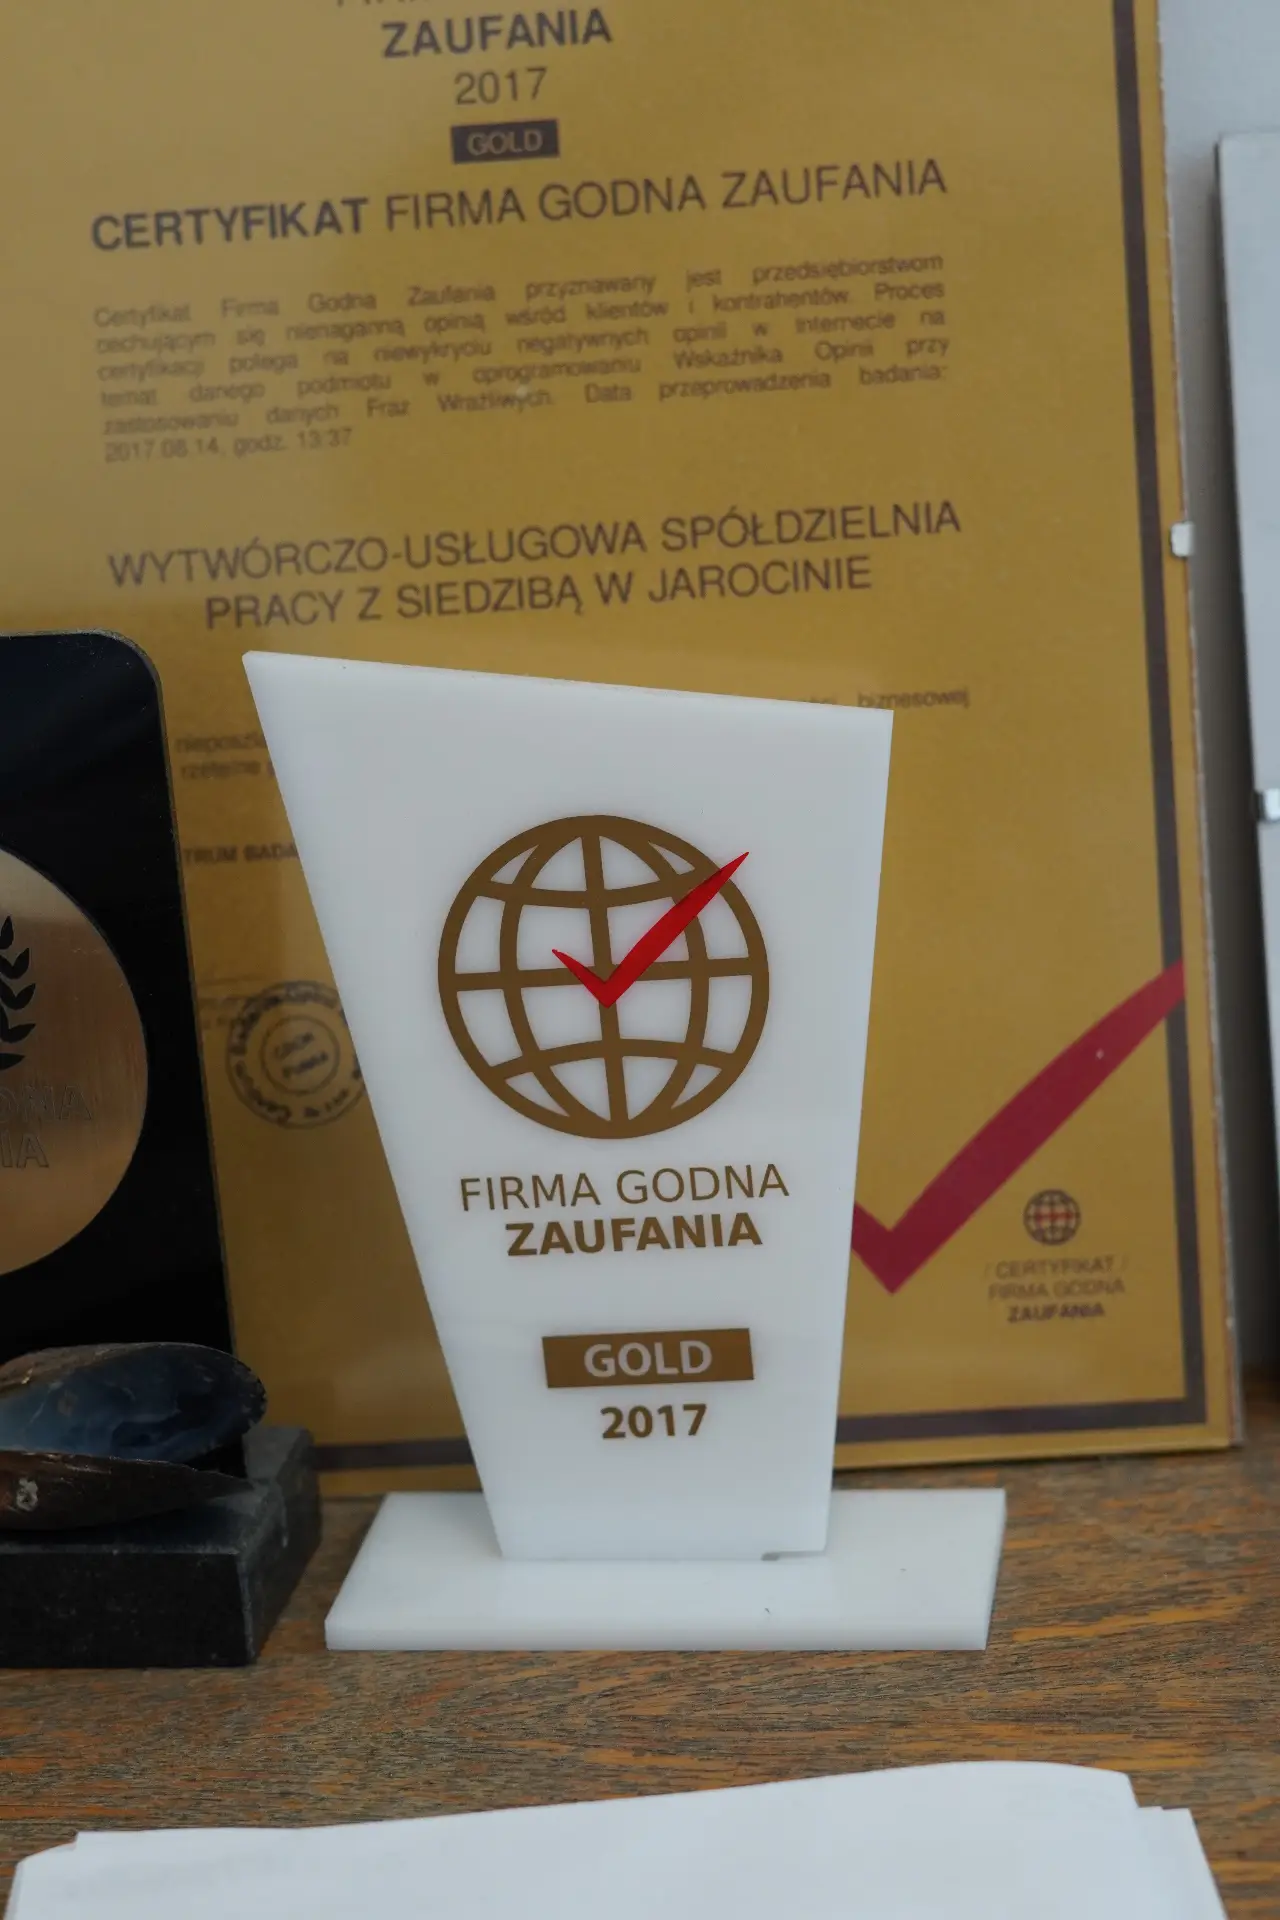 ZAUFANIA
2017
GOLD
CERTYFIKAT FIRMA GODNA ZAUFANIA
Certyfikat Firma Godna Zaufania przyznawany jest przedsiębiorstwom
cechującym się nienaganną opinią wśród klientów i kontrahentów. Proces
certyfikacji polega na niewykryciu negatywnych opinii w Internecie na
temat danego podmiotu w oprogramowaniu Wskaźnika Opinii przy
zastosowaniu danych Fraz Wrażliwych. Data przeprowadzenia badania:
2017.08.14, godz. 13:37
WYTWÓRCZO-USŁUGOWA SPÓŁDZIELNIA
PRACY Z SIEDZIBĄ W JAROCINIE
biznesowej
FIRMA GODNA
ZAUFANIA
GOLD
2017
CERTYFIKAT
FIRMA GODNA
ZAUFANIA